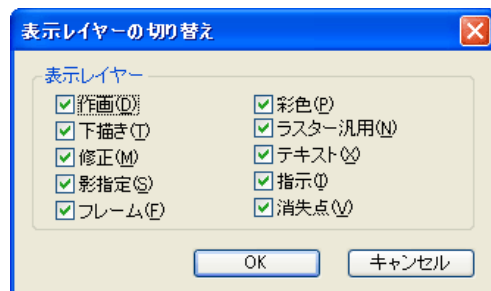 表示レイヤーの切り替え
表示レイヤー
作画(D)
下描き(T)
修正(M)
影指定(S)
フレーム(F)
彩色(P)
ラスター汎用(N)
テキスト(X)
指示(I)
消失点(V)
OK
キャンセル